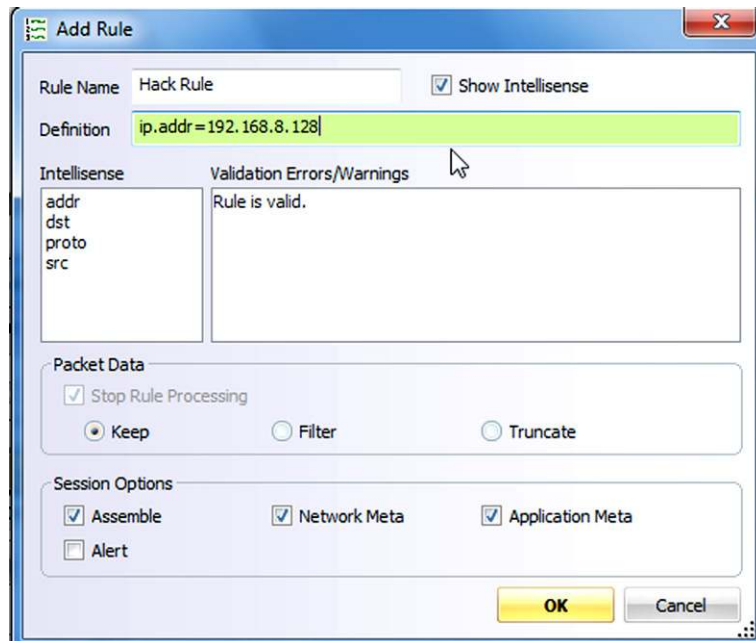 Add Rule
Rule Name Hack Rule Show Intellisense
Definition ip.addr=192.168.8.128
Intellisense Validation Errors/Warnings
addr Rule is valid.
dst
proto
src
Packet Data
Stop Rule Processing
Keep Filter Truncate
Session Options
Assemble Network Meta Application Meta
Alert
OK Cancel